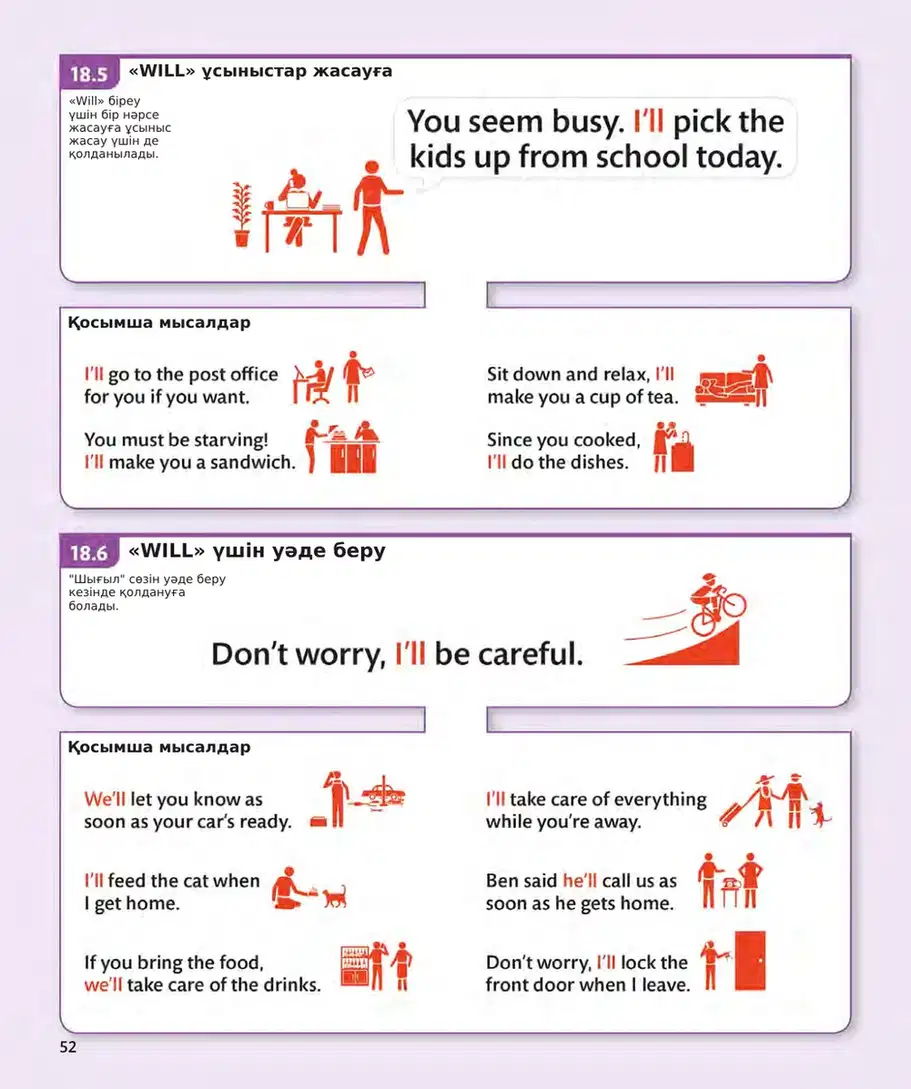 18.5 «WILL» ұсыныстар жасауға
«Will» біреу
үшін бір нәрсе
жасауға ұсыныс
жасау үшін де
қолданылады.
You seem busy. I'll pick the
kids up from school today.
Қосымша мысалдар
I'll go to the post office
for you if you want.
You must be starving!
I'll make you a sandwich.
Sit down and relax, I'll
make you a cup of tea.
Since you cooked,
I'll do the dishes.
18.6 «WILL» үшін уәде беру
"Шығыл" сөзін уәде беру
кезінде қолдануға
болады.
Don't worry, I'll be careful.
Қосымша мысалдар
We'll let you know as
soon as your car's ready.
I'll feed the cat when
I get home.
If you bring the food,
we'll take care of the drinks.
I'll take care of everything
while you're away.
Ben said he'll call us as
soon as he gets home.
Don't worry, I'll lock the
front door when I leave.
52